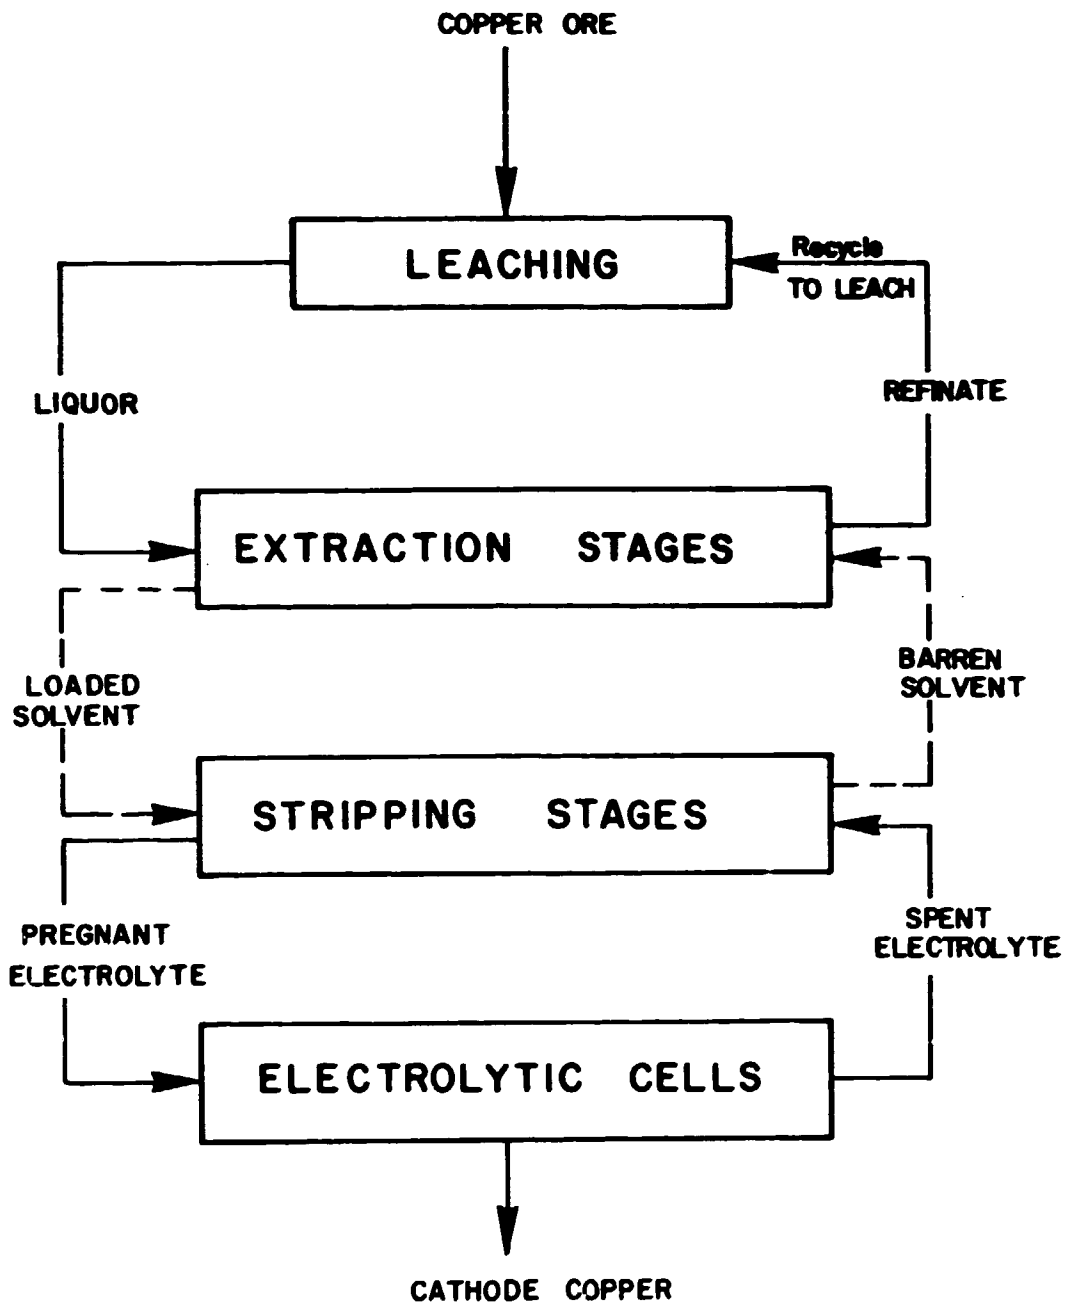 COPPER ORE
LEACHING
Recycle
TO LEACH
LIQUOR
REFINATE
EXTRACTION STAGES
LOADED
SOLVENT
BARREN
SOLVENT
STRIPPING STAGES
PREGNANT
ELECTROLYTE
SPENT
ELECTROLYTE
ELECTROLYTIC CELLS
CATHODE COPPER